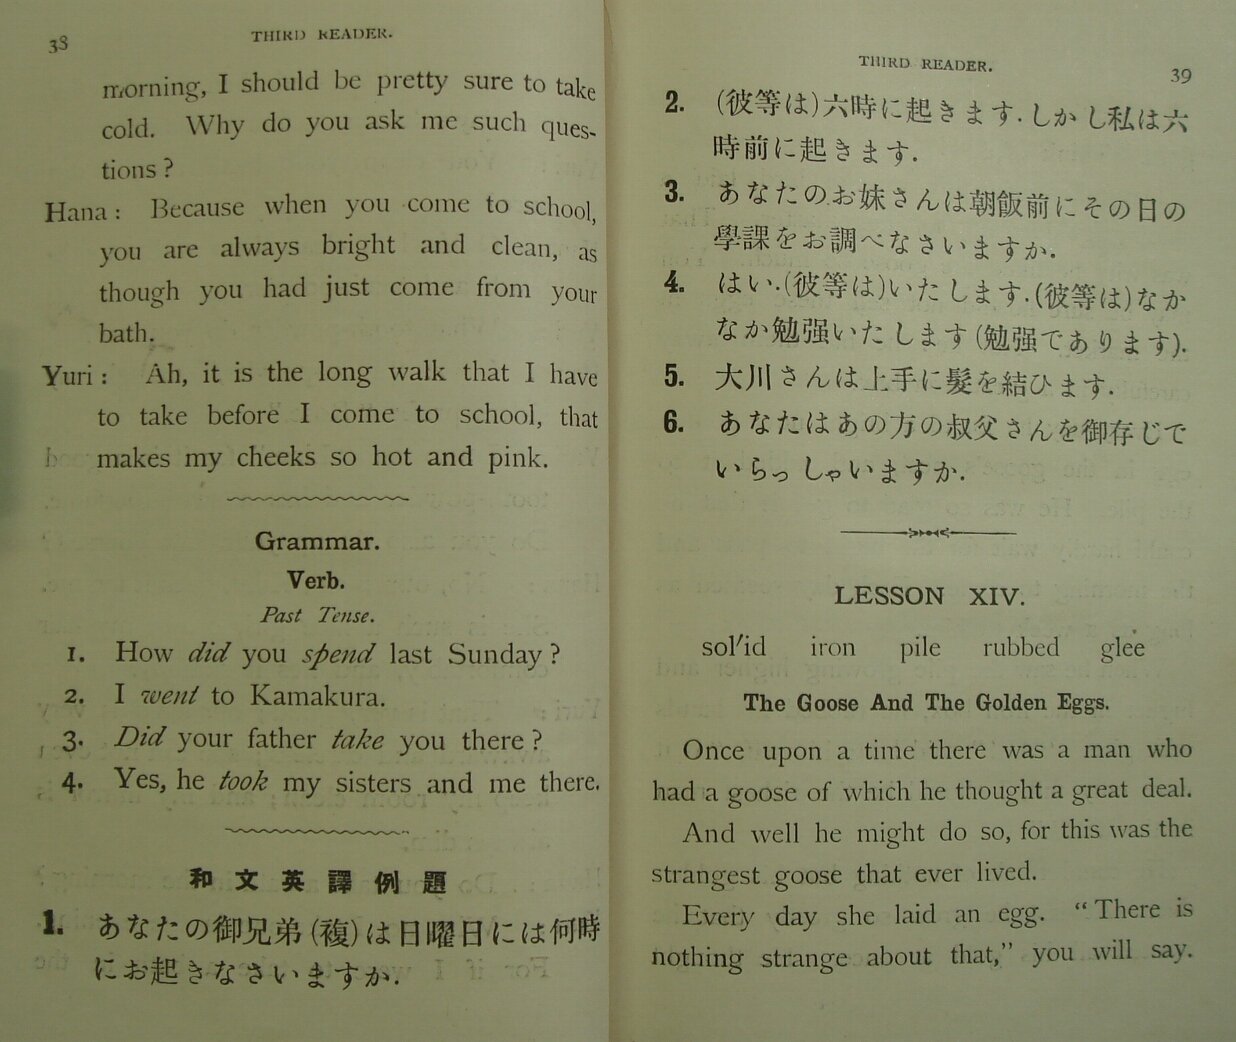 38
THIRD READER.
morning, I should be pretty sure to take
cold. Why do you ask me such ques-
tions ?
Hana : Because when you come to school,
you are always bright and clean, as
though you had just come from your
bath.
Yuri : Ah, it is the long walk that I have
to take before I come to school, that
makes my cheeks so hot and pink.
Grammar.
Verb.
Past Tense.
1. How did you spend last Sunday ?
2. I went to Kamakura.
3. Did your father take you there ?
4. Yes, he took my sisters and me there.
和文英譯例題
1. あなたの御兄弟(複)は日曜日には何時
にお起きなさいますか.
THIRD READER.
39
2. (彼等は)六時に起きます.しかし私は六
時前に起きます.
3. あなたのお妹さんは朝飯前にその日の
學課をお調べなさいますか.
4. はい.(彼等は)いたします.(彼等は)なか
なか勉强いたします(勉强であります).
5. 大川さんは上手に髮を結ひます.
6. あなたはあの方の叔父さんを御存じで
いらっしゃいますか.
LESSON XIV.
sol′id iron pile rubbed glee
The Goose And The Golden Eggs.
Once upon a time there was a man who
had a goose of which he thought a great deal.
And well he might do so, for this was the
strangest goose that ever lived.
Every day she laid an egg. “There is
nothing strange about that,” you will say.